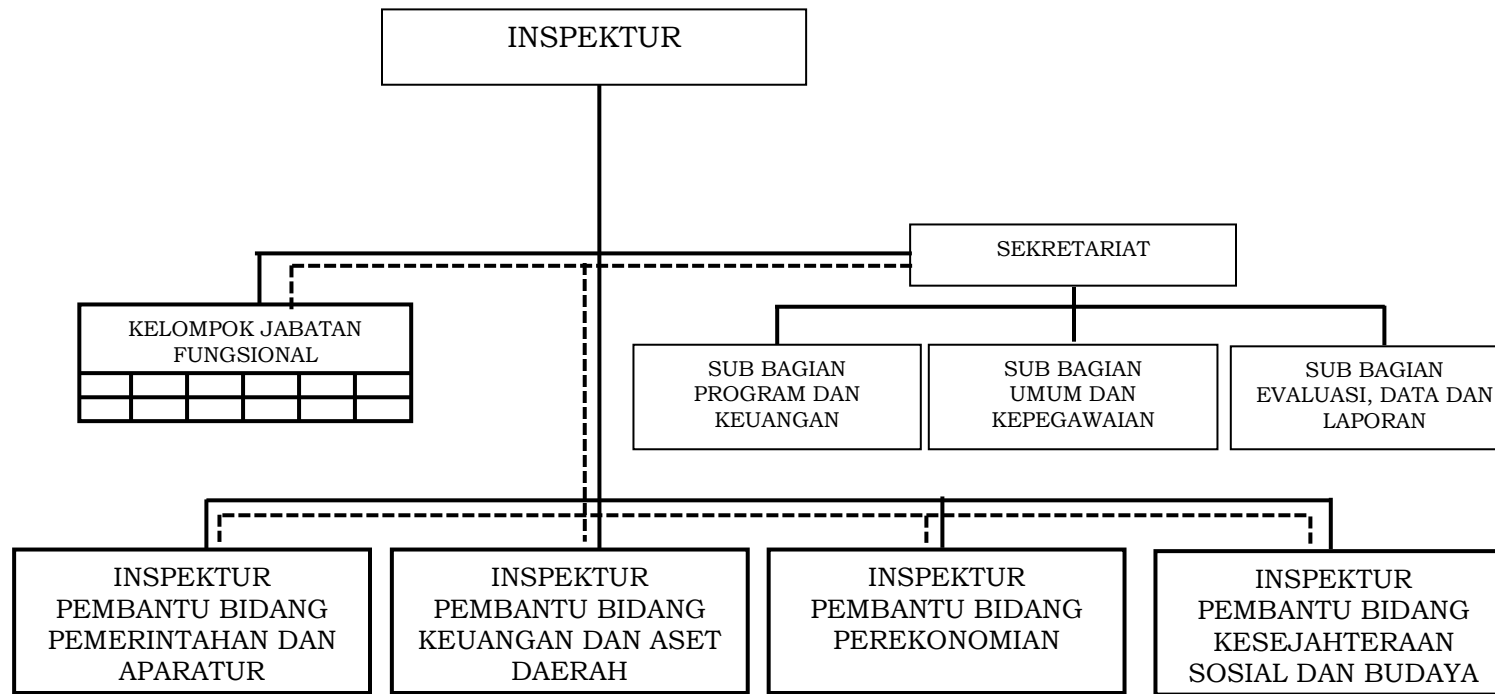 INSPEKTUR
SEKRETARIAT
KELOMPOK JABATAN
FUNGSIONAL
SUB BAGIAN
PROGRAM DAN
KEUANGAN
SUB BAGIAN
UMUM DAN
KEPEGAWAIAN
SUB BAGIAN
EVALUASI, DATA DAN
LAPORAN
INSPEKTUR
PEMBANTU BIDANG
PEMERINTAHAN DAN
APARATUR
INSPEKTUR
PEMBANTU BIDANG
KEUANGAN DAN ASET
DAERAH
INSPEKTUR
PEMBANTU BIDANG
PEREKONOMIAN
INSPEKTUR
PEMBANTU BIDANG
KESEJAHTERAAN
SOSIAL DAN BUDAYA